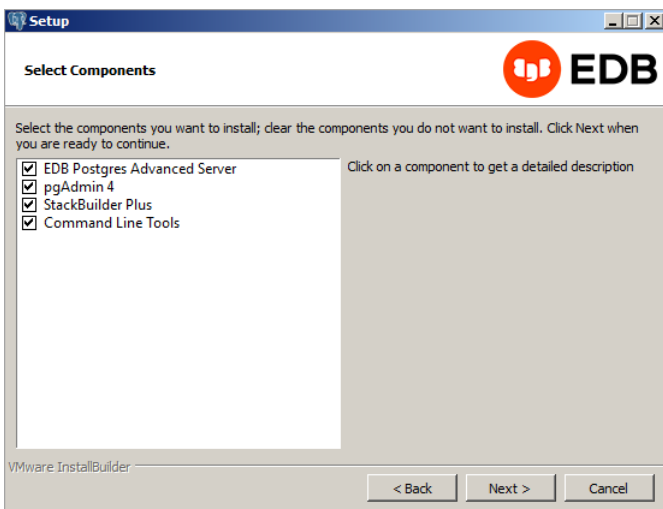 Setup
EDB
Select Components
Select the components you want to install; clear the components you do not want to install. Click Next when
you are ready to continue.
EDB Postgres Advanced Server
pgAdmin 4
StackBuilder Plus
Command Line Tools
Click on a component to get a detailed description
VMware InstallBuilder
< Back
Next >
Cancel